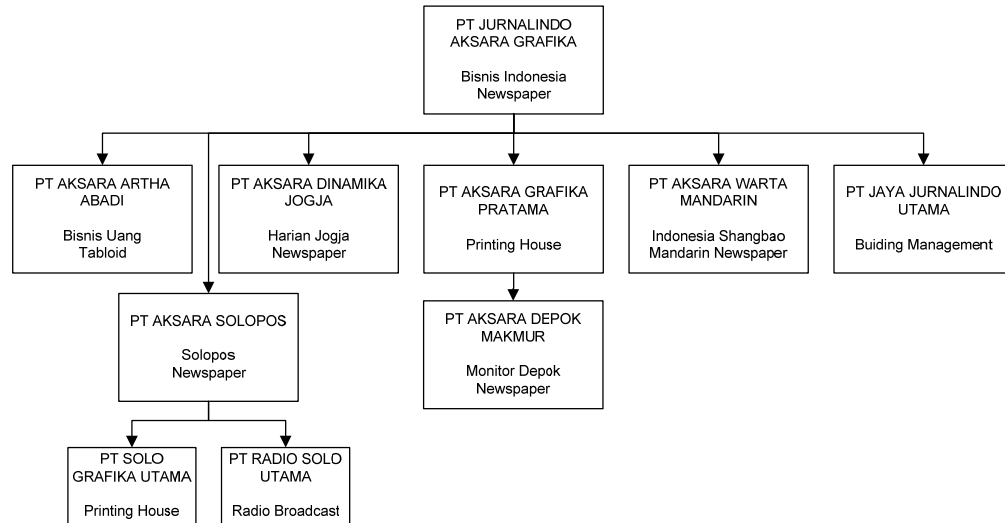 PT JURNALINDO
AKSARA GRAFIKA
Bisnis Indonesia
Newspaper
PT AKSARA ARTHA
ABADI
Bisnis Uang
Tabloid
PT AKSARA DINAMIKA
JOGJA
Harian Jogja
Newspaper
PT AKSARA GRAFIKA
PRATAMA
Printing House
PT AKSARA WARTA
MANDARIN
Indonesia Shangbao
Mandarin Newspaper
PT JAYA JURNALINDO
UTAMA
Buiding Management
PT AKSARA SOLOPOS
Solopos
Newspaper
PT AKSARA DEPOK
MAKMUR
Monitor Depok
Newspaper
PT SOLO
GRAFIKA UTAMA
Printing House
PT RADIO SOLO
UTAMA
Radio Broadcast